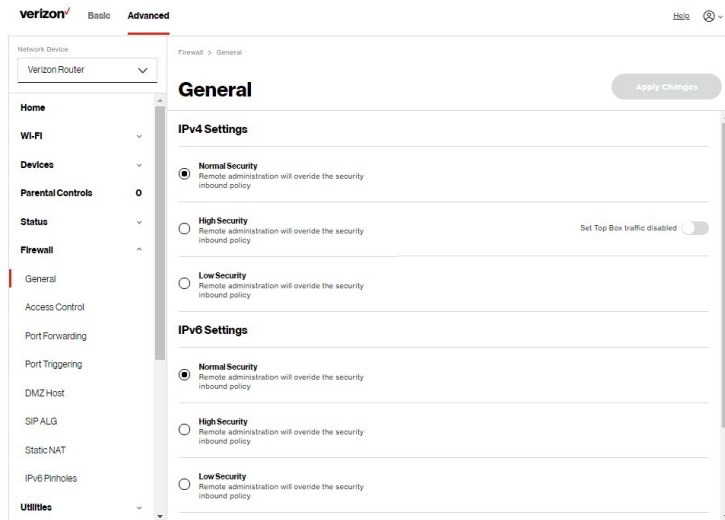 verizon
Basic
Advanced
Help
Network Device
Verizon Router
Firewall > General
General
Apply Changes
Home
Wi-Fi
Devices
Parental Controls 0
Status
Firewall
General
Access Control
Port Forwarding
Port Triggering
DMZ Host
SIP ALG
Static NAT
IPv6 Pinholes
Utilities
IPv4 Settings
Normal Security
Remote administration will overide the security
inbound policy
High Security
Remote administration will overide the security
inbound policy
Set Top Box traffic disabled
Low Security
Remote administration will overide the security
inbound policy
IPv6 Settings
Normal Security
Remote administration will overide the security
inbound policy
High Security
Remote administration will overide the security
inbound policy
Low Security
Remote administration will overide the security
inbound policy